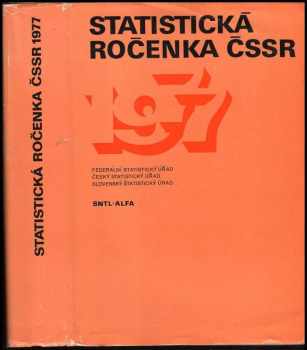 STATISTICKÁ ROČENKA ČSSR 1977
STATISTICKÁ
ROČENKA ČSSR
1977
FEDERÁLNÍ STATISTICKÝ ÚŘAD
ČESKÝ STATISTICKÝ ÚŘAD
SLOVENSKÝ ŠTATISTICKÝ ÚRAD
SNTL·ALFA